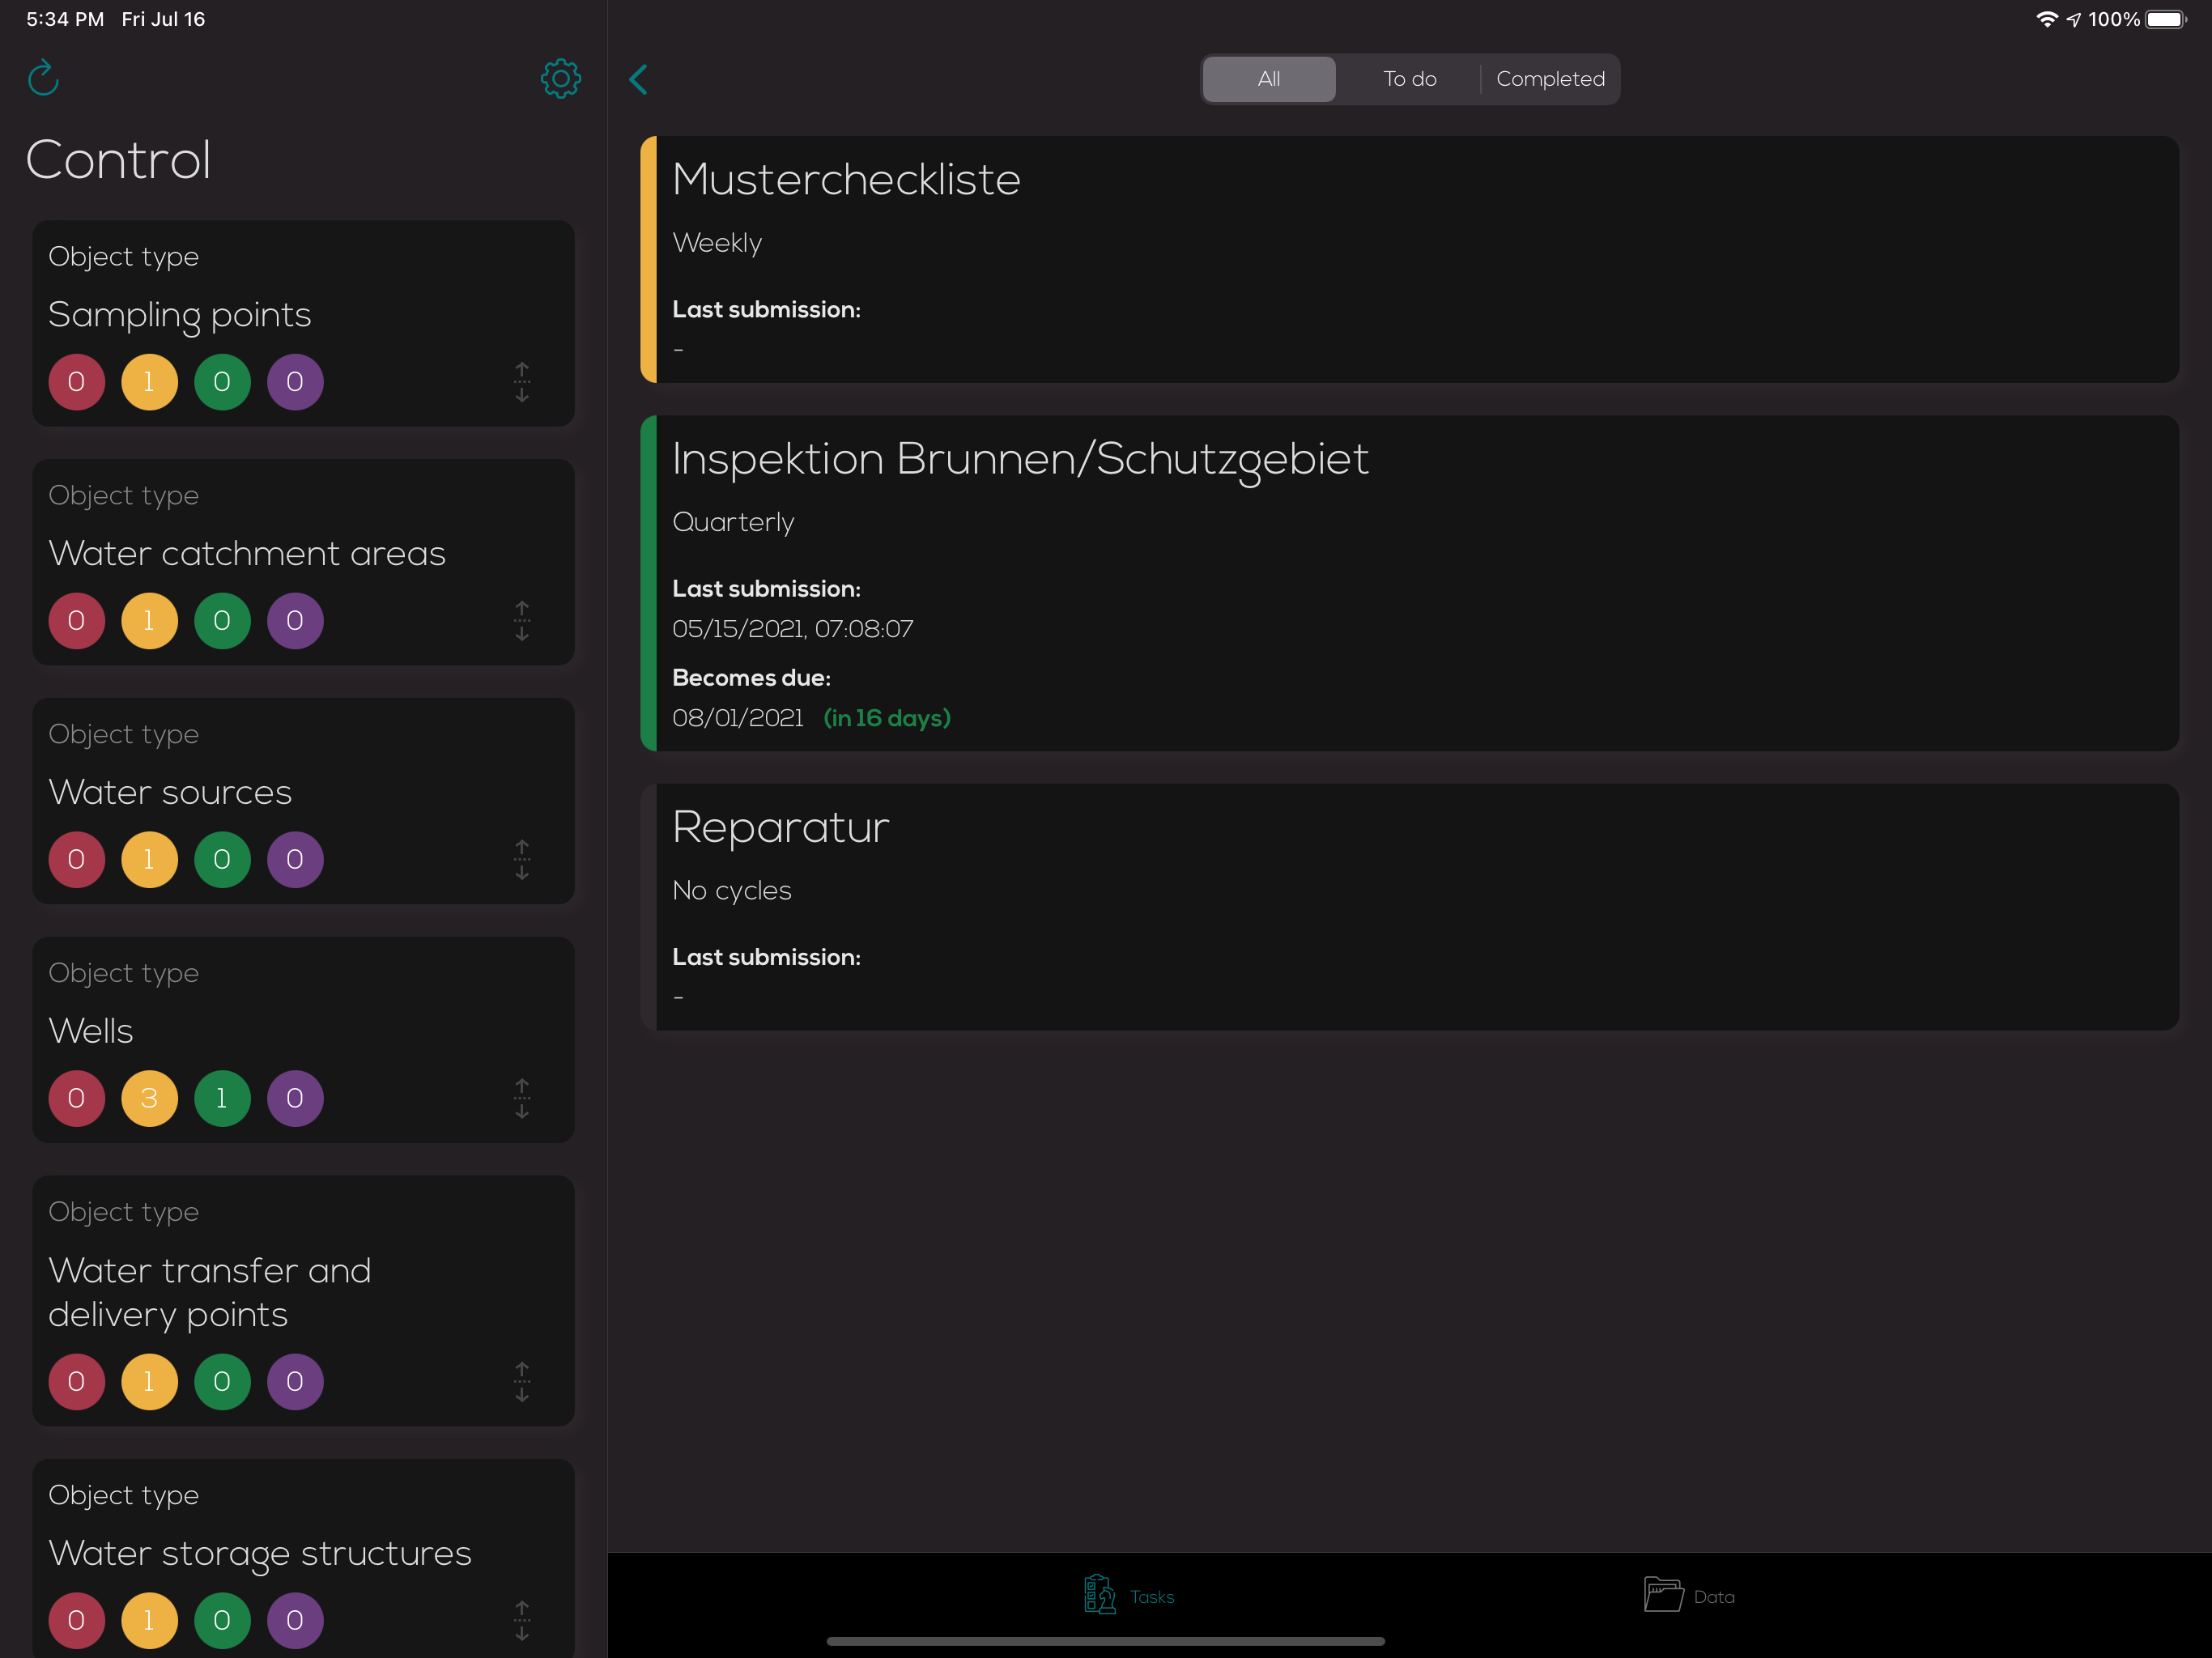 5:34 PM Fri Jul 16
100%
Control
Object type
Sampling points
0 1 0 0
Object type
Water catchment areas
0 1 0 0
Object type
Water sources
0 1 0 0
Object type
Wells
0 3 1 0
Object type
Water transfer and
delivery points
0 1 0 0
Object type
Water storage structures
0 1 0 0
All To do Completed
Mustercheckliste
Weekly
Last submission:
-
Inspektion Brunnen/Schutzgebiet
Quarterly
Last submission:
05/15/2021, 07:08:07
Becomes due:
08/01/2021 (in 16 days)
Reparatur
No cycles
Last submission:
-
Tasks Data